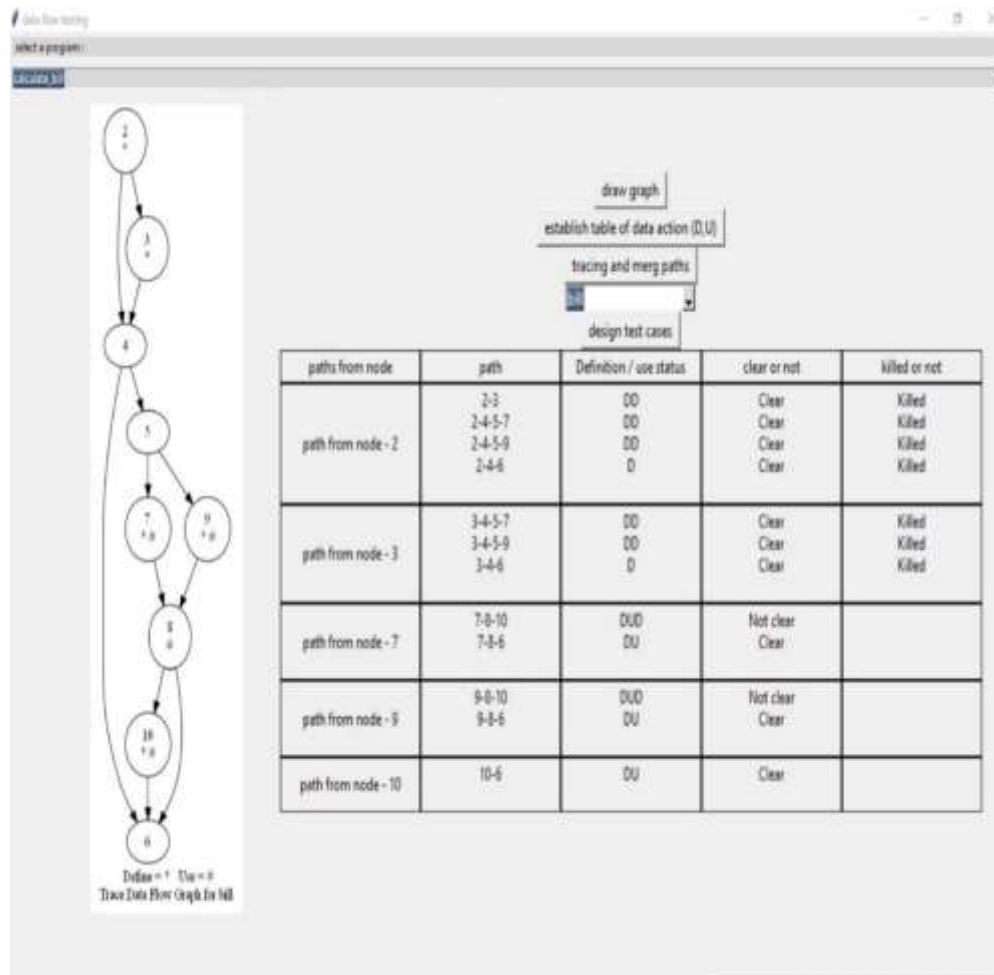 data flow testing
select a program:
calculate_bill
2
*
3
*
4
5
7
* #
9
* #
8
#
10
* #
6
Define = * Use = #
Trace Data Flow Graph for bill
draw graph
establish table of data action (D,U)
tracing and merg paths
bill
design test cases
paths from node path Definition / use status clear or not killed or not
path from node - 2
2-3 DD Clear Killed
2-4-5-7 DD Clear Killed
2-4-5-9 DD Clear Killed
2-4-6 D Clear Killed
path from node - 3
3-4-5-7 DD Clear Killed
3-4-5-9 DD Clear Killed
3-4-6 D Clear Killed
path from node - 7
7-8-10 DUD Not clear
7-8-6 DU Clear
path from node - 9
9-8-10 DUD Not clear
9-8-6 DU Clear
path from node - 10
10-6 DU Clear